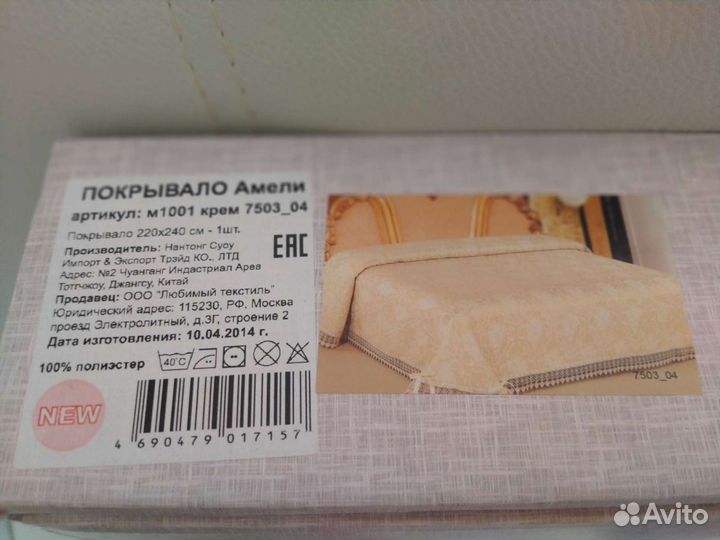 ПОКРЫВАЛО Амели
артикул: м1001 крем 7503_04
Покрывало 220х240 см - 1шт.
Производитель: Нантонг Суоу
Импорт & Экспорт Трэйд КО., ЛТД
Адрес: №2 Чуанганг Индастриал Ареа
Тотгчжоу, Джангсу, Китай
Продавец: ООО "Любимый текстиль"
Юридический адрес: 115230, РФ, Москва
проезд Электролитный, д.3Г, строение 2
Дата изготовления: 10.04.2014 г.
100% полиэстер
40°C
EAC
NEW
4 690479 017157
7503_04
Avito